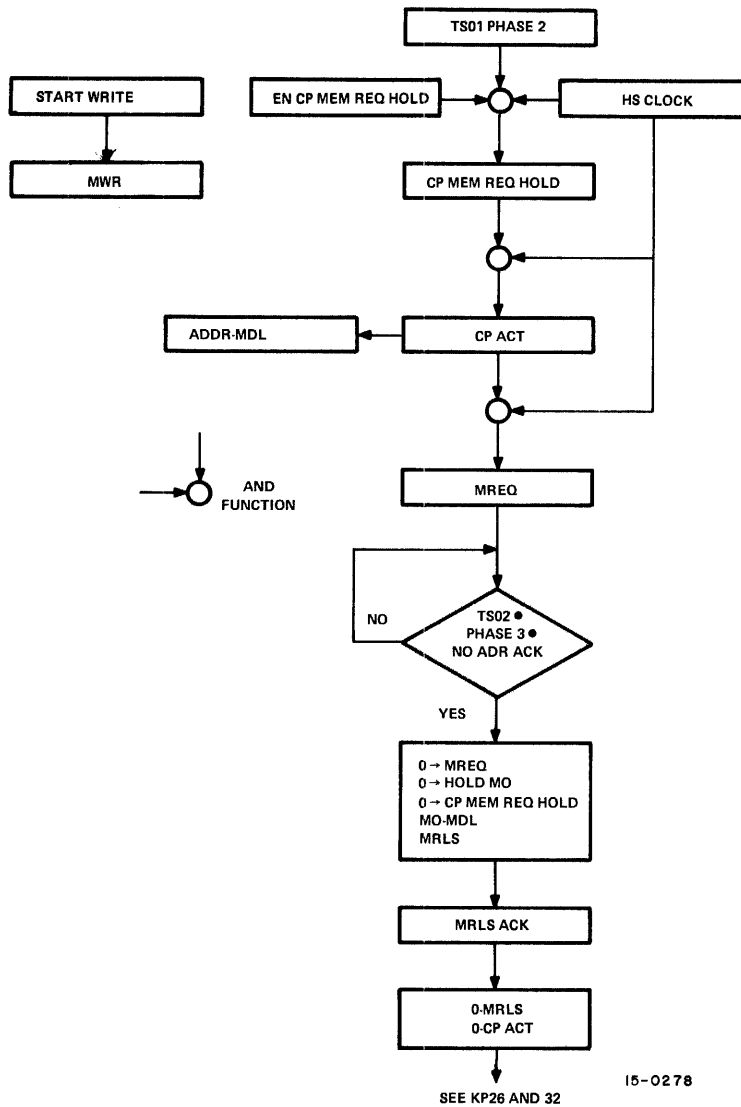 TS01 PHASE 2
START WRITE
EN CP MEM REQ HOLD
HS CLOCK
MWR
CP MEM REQ HOLD
ADDR-MDL
CP ACT
AND
FUNCTION
MREQ
NO
TS02 ●
PHASE 3 ●
NO ADR ACK
YES
0 → MREQ
0 → HOLD MO
0 → CP MEM REQ HOLD
MO-MDL
MRLS
MRLS ACK
0-MRLS
0-CP ACT
15-0278
SEE KP26 AND 32